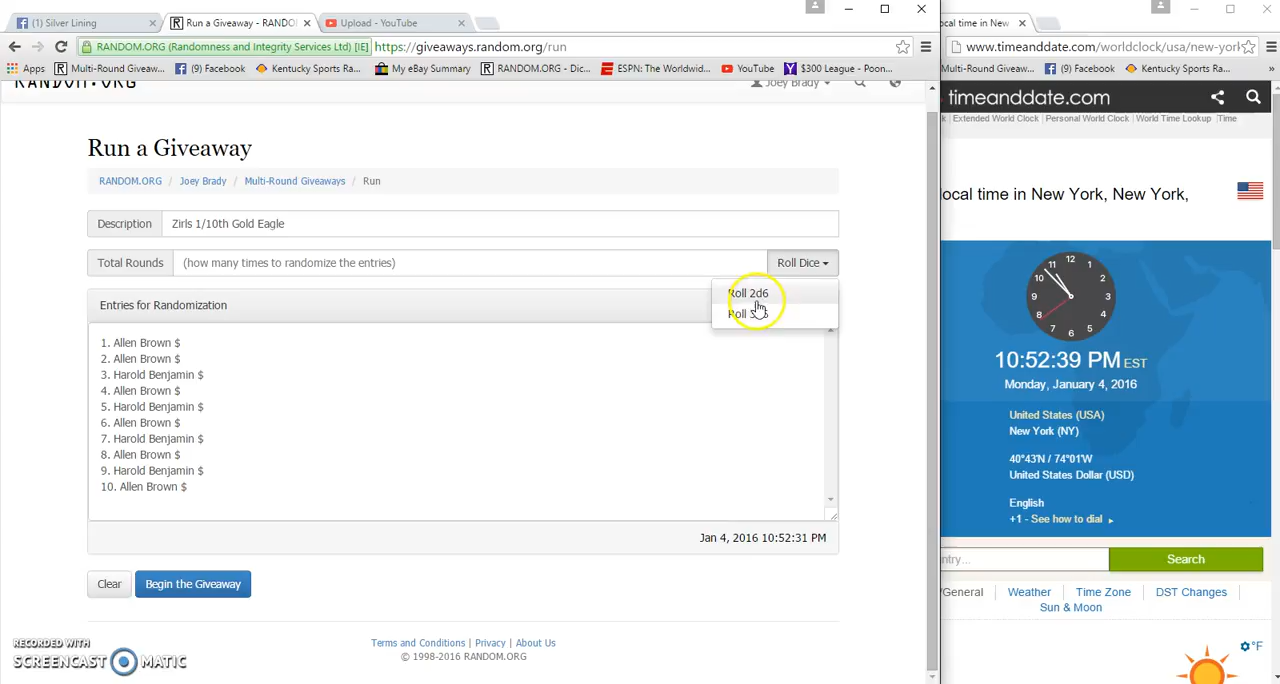 (1) Silver Lining
Run a Giveaway - RANDO
Upload - YouTube
local time in New
RANDOM.ORG (Randomness and Integrity Services Ltd) [IE]
https://giveaways.random.org/run
www.timeanddate.com/worldclock/usa/new-york
Apps
Multi-Round Giveaw...
(9) Facebook
Kentucky Sports Ra...
My eBay Summary
RANDOM.ORG - Dic...
ESPN: The Worldwid...
YouTube
$300 League - Poon...
Multi-Round Giveaw...
(9) Facebook
Kentucky Sports Ra...
RANDOM.ORG
Joey Brady
timeanddate.com
Extended World Clock
Personal World Clock
World Time Lookup
Time
Run a Giveaway
RANDOM.ORG / Joey Brady / Multi-Round Giveaways / Run
local time in New York, New York,
Description
Zirls 1/10th Gold Eagle
Total Rounds
(how many times to randomize the entries)
Roll Dice
Roll 2d6
Roll
Entries for Randomization
1. Allen Brown $
2. Allen Brown $
3. Harold Benjamin $
4. Allen Brown $
5. Harold Benjamin $
6. Allen Brown $
7. Harold Benjamin $
8. Allen Brown $
9. Harold Benjamin $
10. Allen Brown $
Jan 4, 2016 10:52:31 PM
Clear
Begin the Giveaway
Terms and Conditions | Privacy | About Us
© 1998-2016 RANDOM.ORG
RECORDED WITH
SCREENCAST MATIC
12
1
2
3
4
5
6
7
8
9
10
11
10:52:39 PM EST
Monday, January 4, 2016
United States (USA)
New York (NY)
40°43'N / 74°01'W
United States Dollar (USD)
English
+1 - See how to dial
ntry...
Search
/General
Weather
Time Zone
DST Changes
Sun & Moon
°F